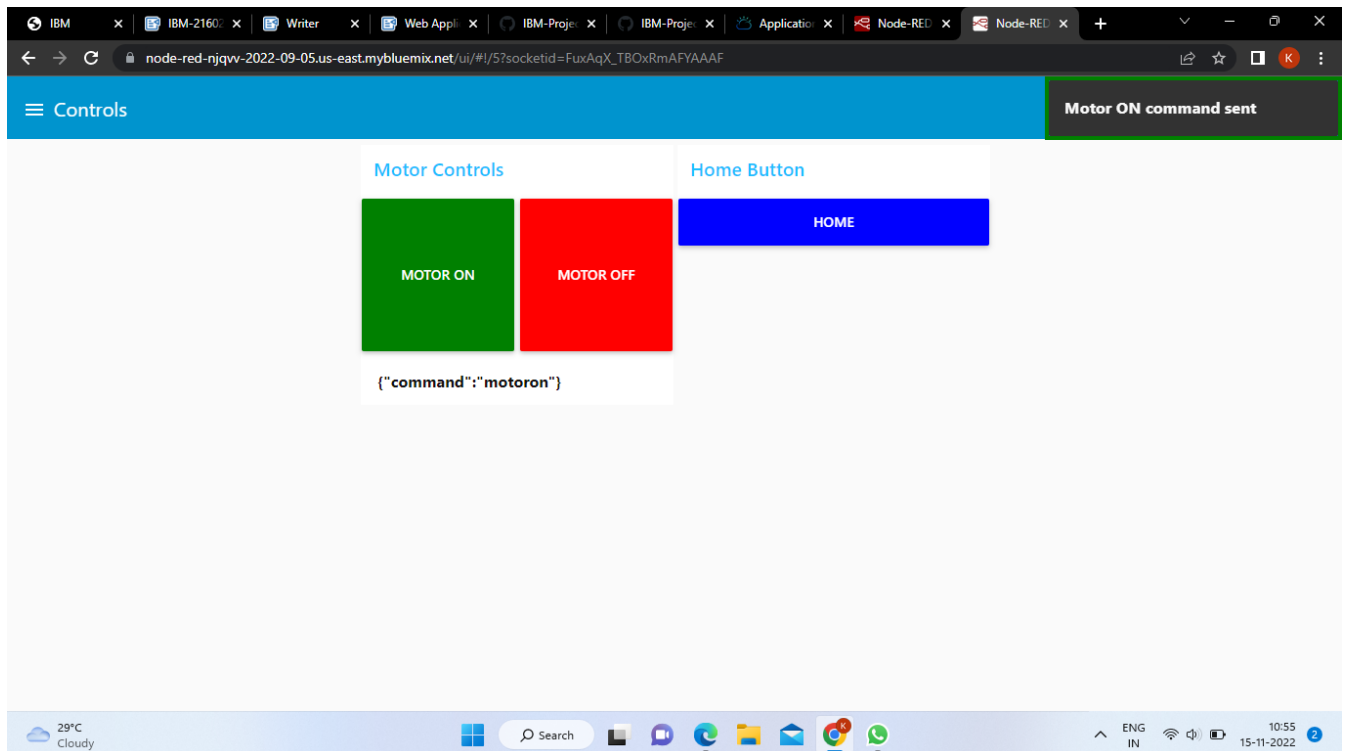 IBM
IBM-2160
Writer
Web Appli
IBM-Projec
IBM-Projec
Application
Node-RED
Node-RED
node-red-njqvv-2022-09-05.us-east.mybluemix.net/ui/#!/5?socketid=FuxAqX_TBOxRmAFYAAAF
K
Controls
Motor ON command sent
Motor Controls
Home Button
MOTOR ON
MOTOR OFF
HOME
{"command":"motoron"}
29°C
Cloudy
Search
K
ENG
IN
10:55
15-11-2022
2